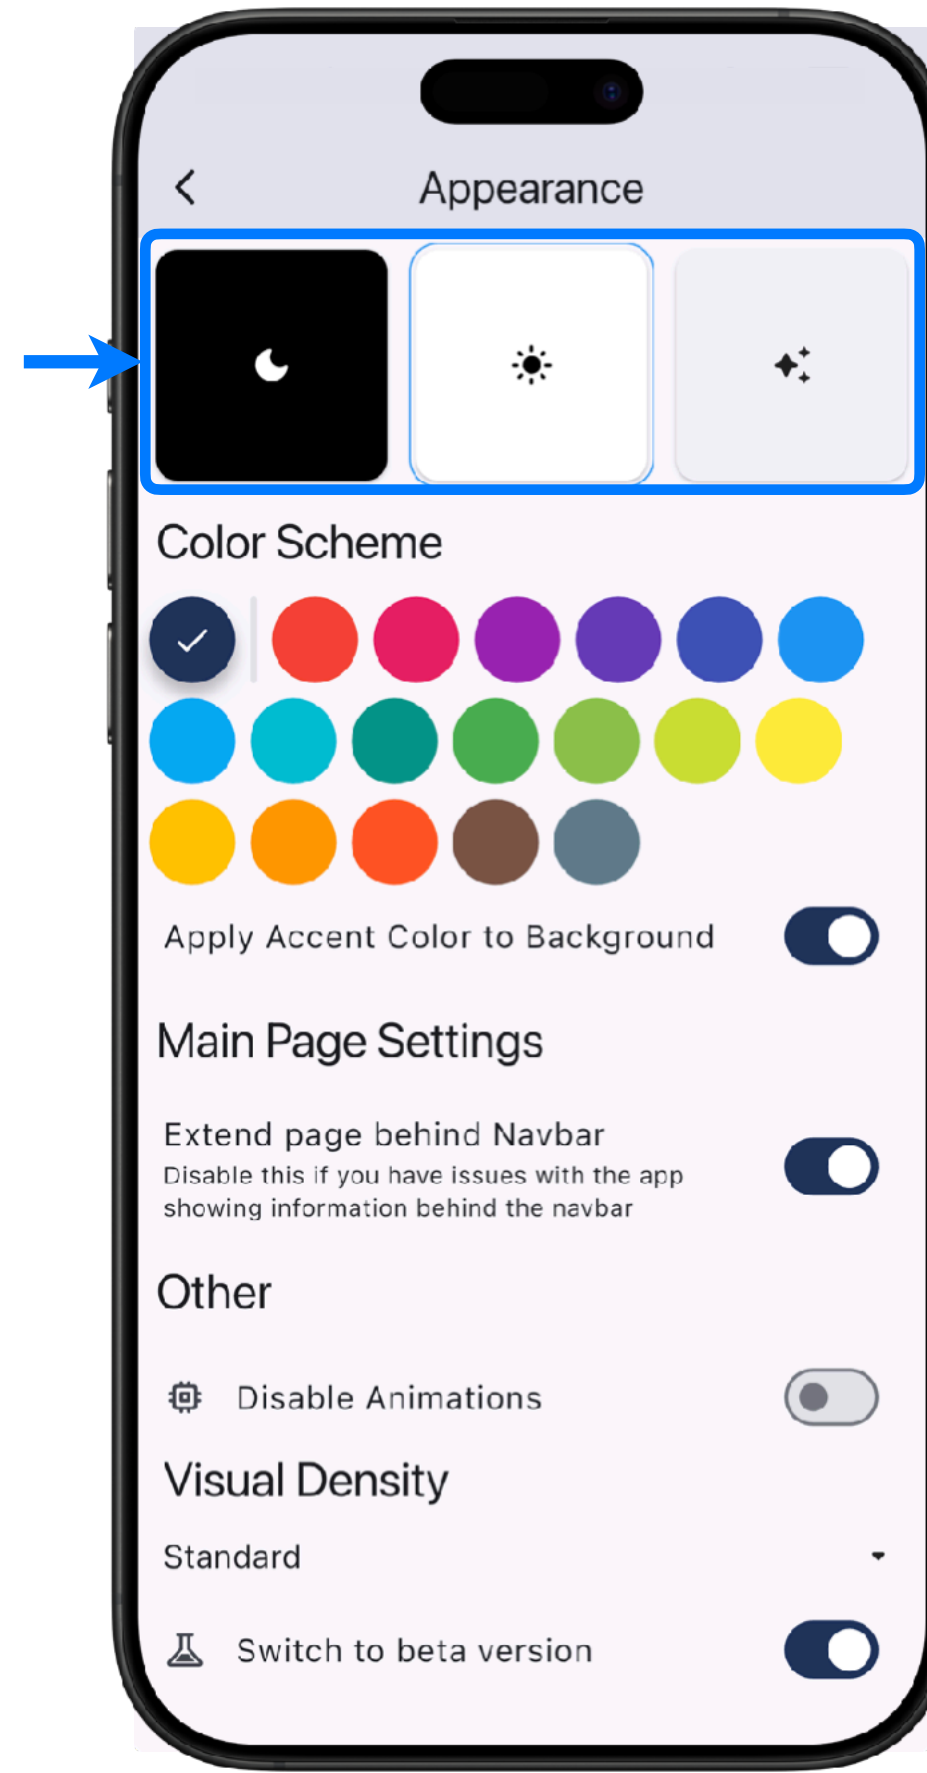 Appearance
Color Scheme
Apply Accent Color to Background
Main Page Settings
Extend page behind Navbar
Disable this if you have issues with the app
showing information behind the navbar
Other
Disable Animations
Visual Density
Standard
Switch to beta version